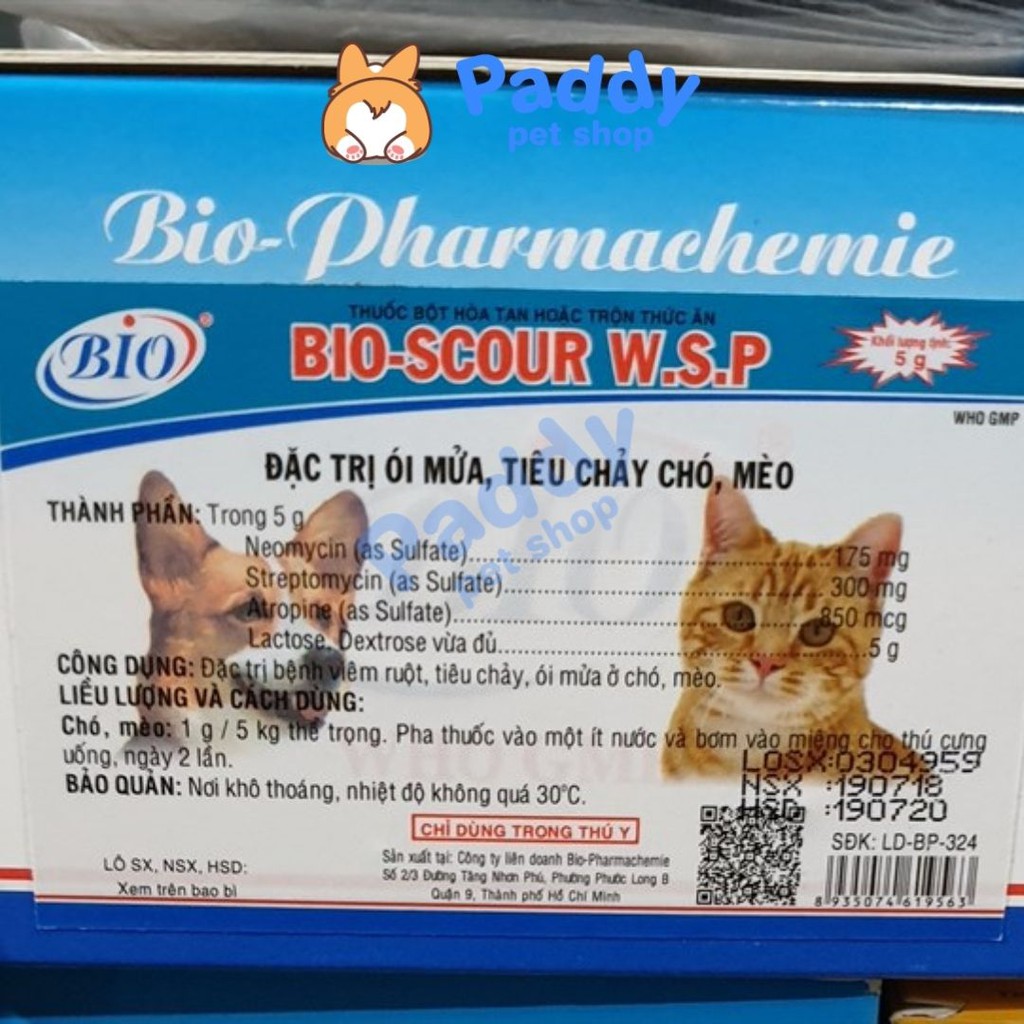 Paddy
pet shop
Bio-Pharmachemie
BIO®
THUỐC BỘT HÒA TAN HOẶC TRỘN THỨC ĂN
BIO-SCOUR W.S.P
Khối lượng tịnh:
5 g
WHO GMP
ĐẶC TRỊ ÓI MỬA, TIÊU CHẢY CHÓ, MÈO
Paddy
pet shop
THÀNH PHẦN: Trong 5 g
Neomycin (as Sulfate)..........175 mg
Streptomycin (as Sulfate)..........300 mg
Atropine (as Sulfate)..........850 mcg
Lactose, Dextrose vừa đủ..........5 g
CÔNG DỤNG: Đặc trị bệnh viêm ruột, tiêu chảy, ói mửa ở chó, mèo.
LIỀU LƯỢNG VÀ CÁCH DÙNG:
Chó, mèo: 1 g / 5 kg thể trọng. Pha thuốc vào một ít nước và bơm vào miệng cho thú cưng
uống, ngày 2 lần.
WHO GMP
BẢO QUẢN: Nơi khô thoáng, nhiệt độ không quá 30°C.
LOSX:0304959
NSX :190718
HSD :190720
CHỈ DÙNG TRONG THÚ Y
SĐK: LD-BP-324
LÔ SX, NSX, HSD:
Xem trên bao bì
Sản xuất tại: Công ty liên doanh Bio-Pharmachemie
Số 2/3 Đường Tăng Nhơn Phú, Phường Phước Long B
Quận 9, Thành phố Hồ Chí Minh
8 935074 619563